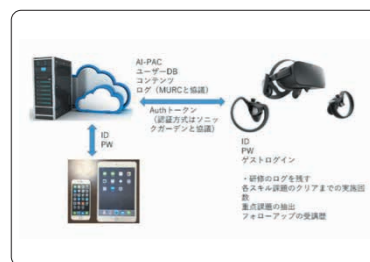 AI-PAC
ユーザーDB
コンテンツ
ログ（MURCと協議）
Authトークン
（認証方式はソニッ
クガーデンと協議）
ID
PW
ID
PW
ゲストログイン
・研修のログを残す
各スキル課題のクリアまでの実施回
数
重点課題の抽出
フォローアップの受講歴